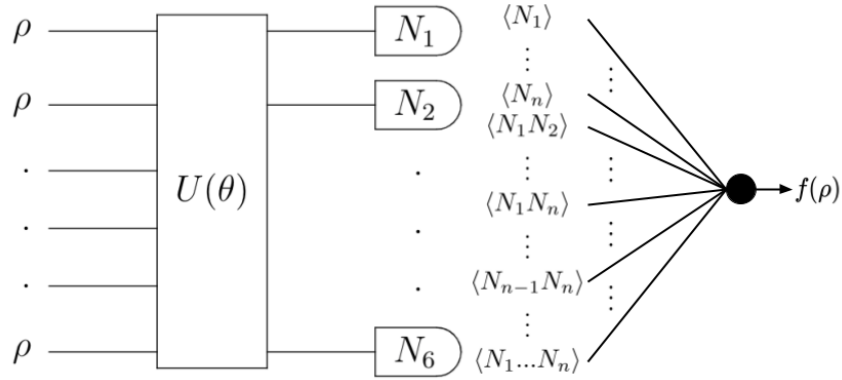 ρ
ρ
.
.
.
ρ
U(θ)
N₁
N₂
.
.
.
N₆
⟨N₁⟩
⋮
⟨Nₙ⟩
⟨N₁N₂⟩
⋮
⟨N₁Nₙ⟩
⋮
⟨Nₙ₋₁Nₙ⟩
⋮
⟨N₁...Nₙ⟩
⋮
⋮
⋮
⋮
f(ρ)